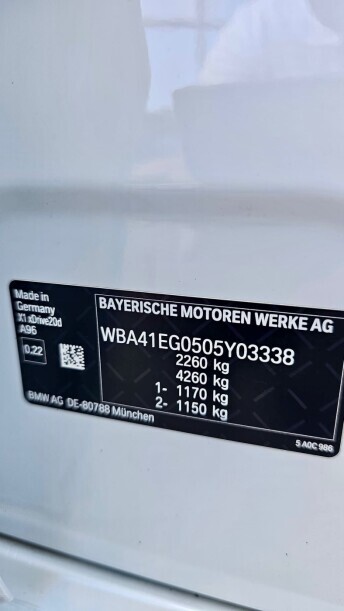 Made in
Germany
X1 xDrive20d
A96
0.22
BAYERISCHE MOTOREN WERKE AG
WBA41EG0505Y03338
2260 kg
4260 kg
1- 1170 kg
2- 1150 kg
BMW AG DE-80788 München
5 A0C 986